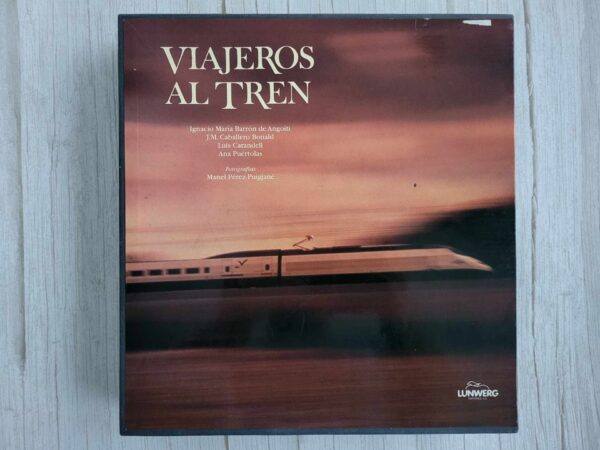 VIAJEROS
AL TREN
Ignacio María Barrón de Angoiti
J.M. Caballero Bonald
Luis Carandell
Ana Puértolas
Fotografías
Manel Pérez Puigjané
LUNWERG